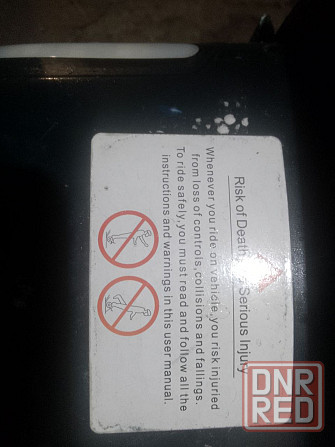 Risk of Death Serious Injury
Whenever you ride on vehicle,you risk injuried
from loss of controls,collisions and fallings.
To ride safely,you must read and follow all the
instructions and warnings in this user manual.
DNR
RED